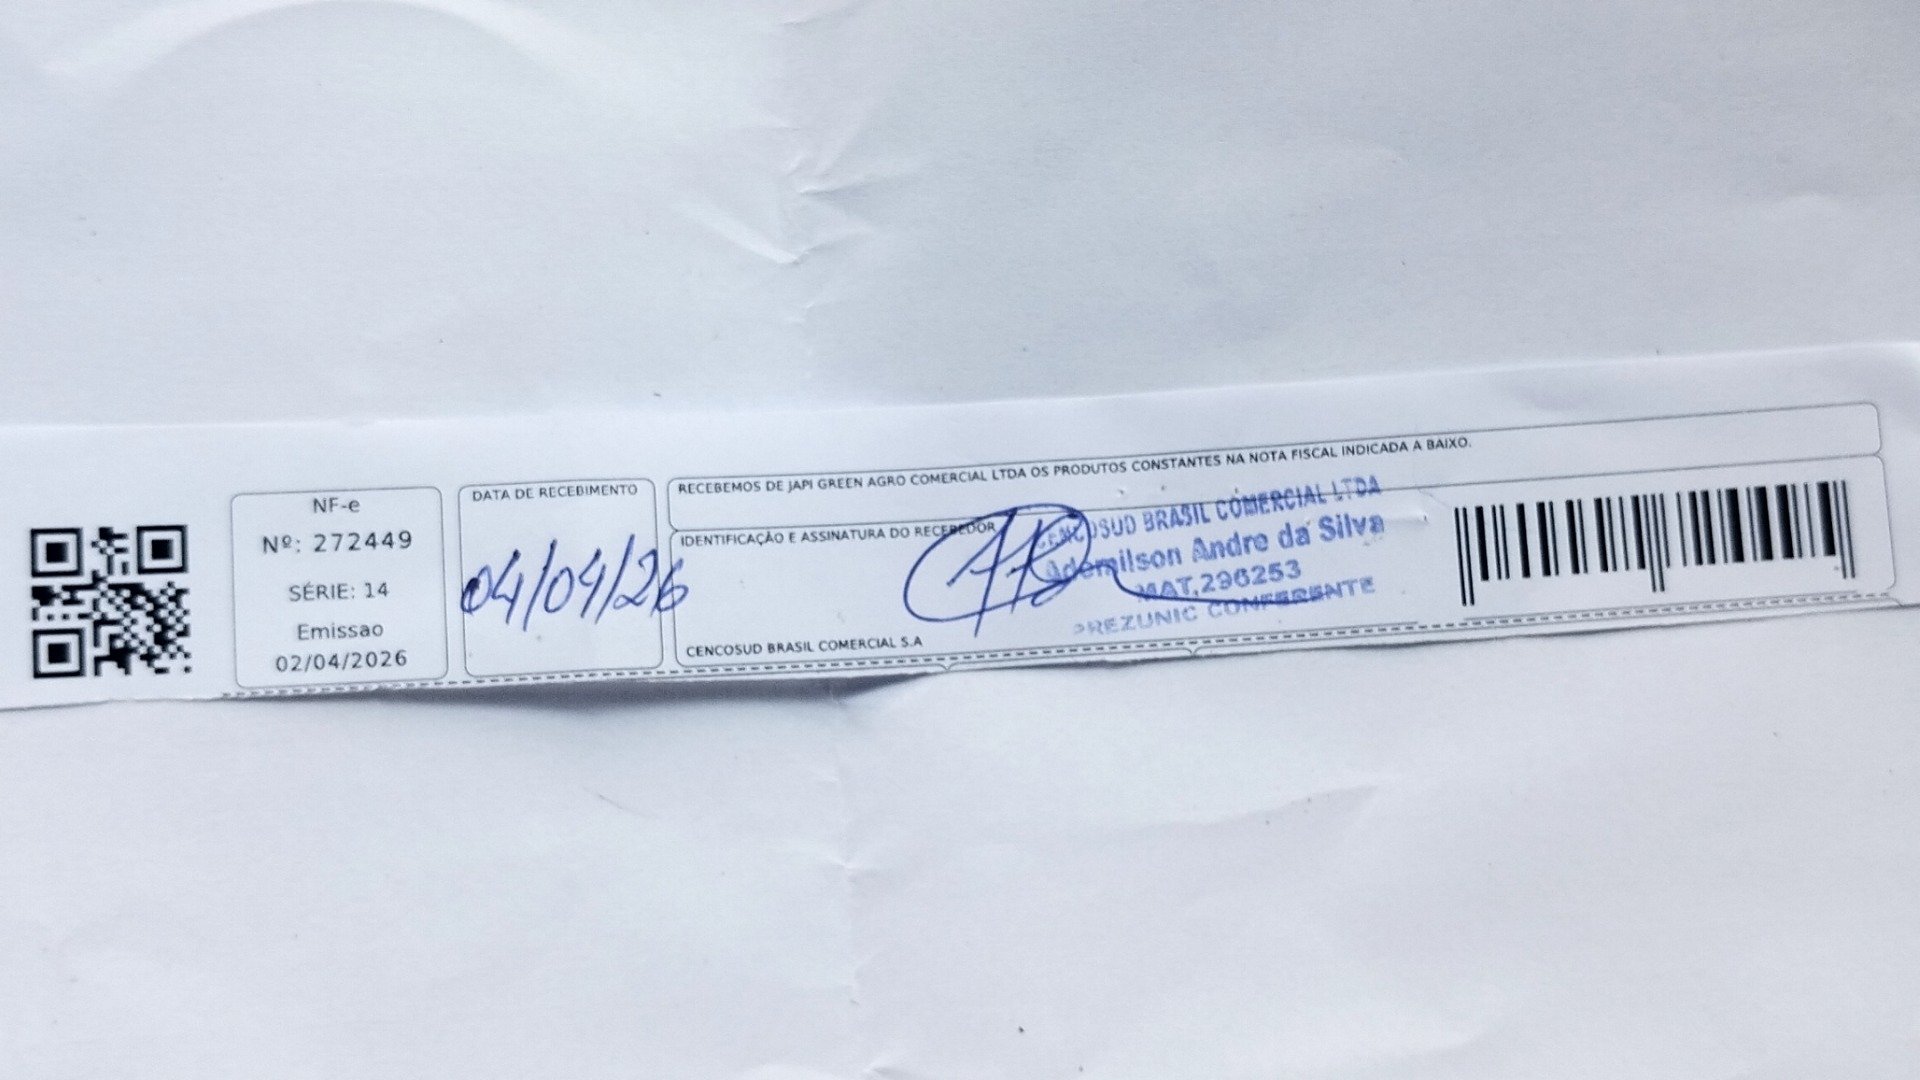 NF-e
Nº: 272449
SÉRIE: 14
Emissao
02/04/2026
DATA DE RECEBIMENTO
04/04/26
RECEBEMOS DE JAPI GREEN AGRO COMERCIAL LTDA OS PRODUTOS CONSTANTES NA NOTA FISCAL INDICADA A BAIXO.
IDENTIFICAÇÃO E ASSINATURA DO RECEBEDOR
CENCOSUD BRASIL COMERCIAL LTDA
Ademilson Andre da Silva
MAT,296253
PREZUNIC CONFERENTE
CENCOSUD BRASIL COMERCIAL S.A